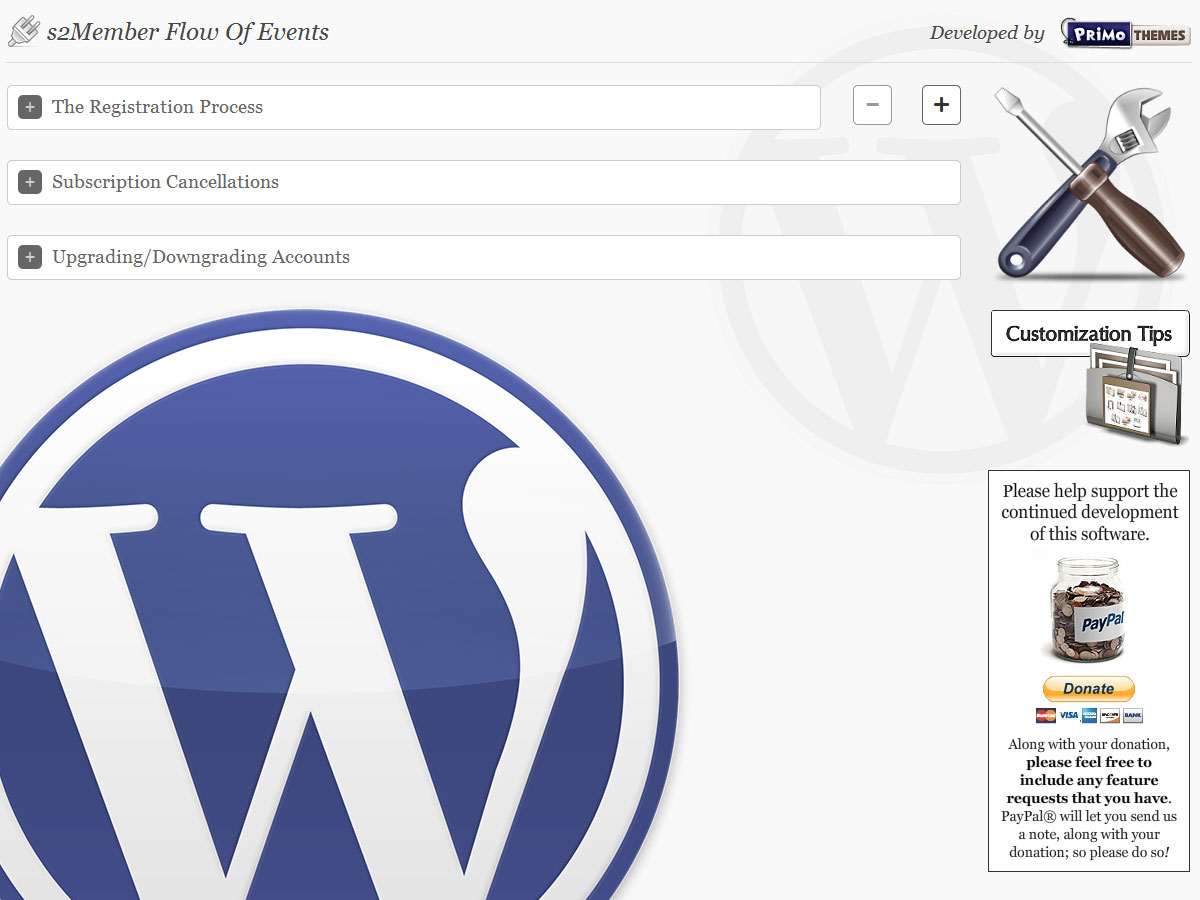 s2Member Flow Of Events
Developed by PRiMO THEMES
+ The Registration Process
− +
+ Subscription Cancellations
+ Upgrading/Downgrading Accounts
Customization Tips
Please help support the
continued development
of this software.
PayPal
Donate
VISA BANK
Along with your donation,
please feel free to
include any feature
requests that you have.
PayPal® will let you send us
a note, along with your
donation; so please do so!